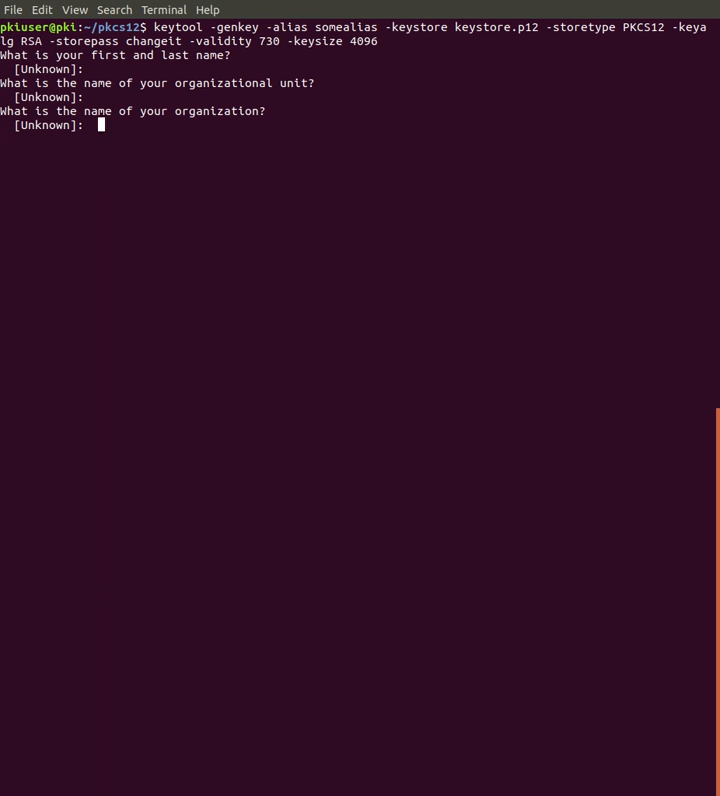 File Edit View Search Terminal Help
pkiuser@pki:~/pkcs12$ keytool -genkey -alias somealias -keystore keystore.p12 -storetype PKCS12 -keya
lg RSA -storepass changeit -validity 730 -keysize 4096
What is your first and last name?
  [Unknown]:
What is the name of your organizational unit?
  [Unknown]:
What is the name of your organization?
  [Unknown]: